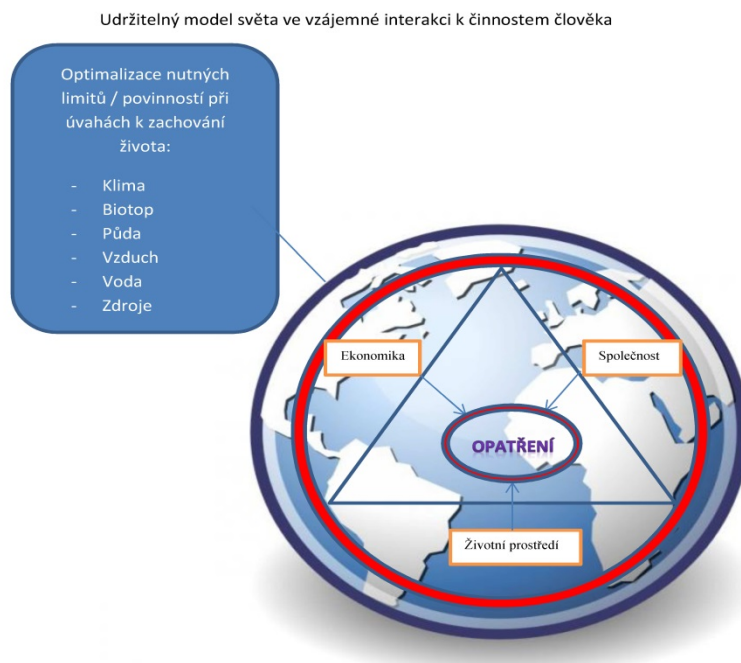 Udržitelný model světa ve vzájemné interakci k činnostem člověka
Optimalizace nutných
limitů / povinností při
úvahách k zachování
života:
- Klima
- Biotop
- Půda
- Vzduch
- Voda
- Zdroje
Ekonomika
Společnost
OPATŘENÍ
Životní prostředí